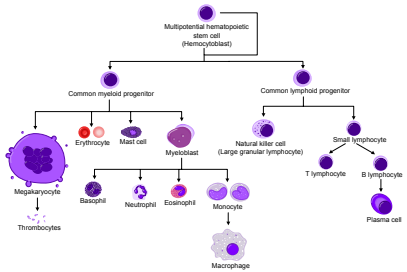 Multipotential hematopoietic
stem cell
(Hemocytoblast)
Common myeloid progenitor
Common lymphoid progenitor
Erythrocyte
Mast cell
Myeloblast
Natural killer cell
(Large granular lymphocyte)
Small lymphocyte
T lymphocyte
B lymphocyte
Megakaryocyte
Basophil
Neutrophil
Eosinophil
Monocyte
Plasma cell
Thrombocytes
Macrophage